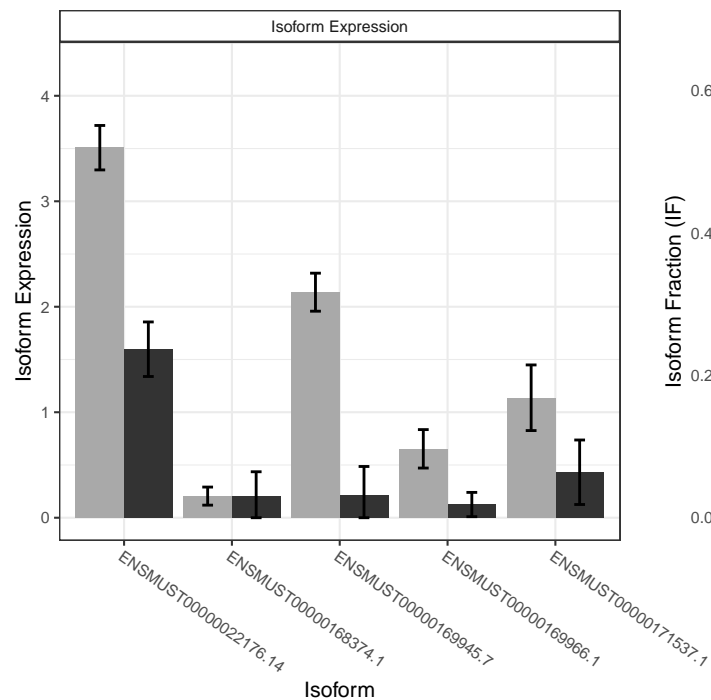 Isoform Expression
Isoform Expression
4
3
2
1
0
ENSMUST00000022176.14
ENSMUST00000168374.1
ENSMUST00000169945.7
ENSMUST00000169966.1
ENSMUST00000171537.1
Isoform
Isoform Fraction (IF)
0.6
0.4
0.2
0.0